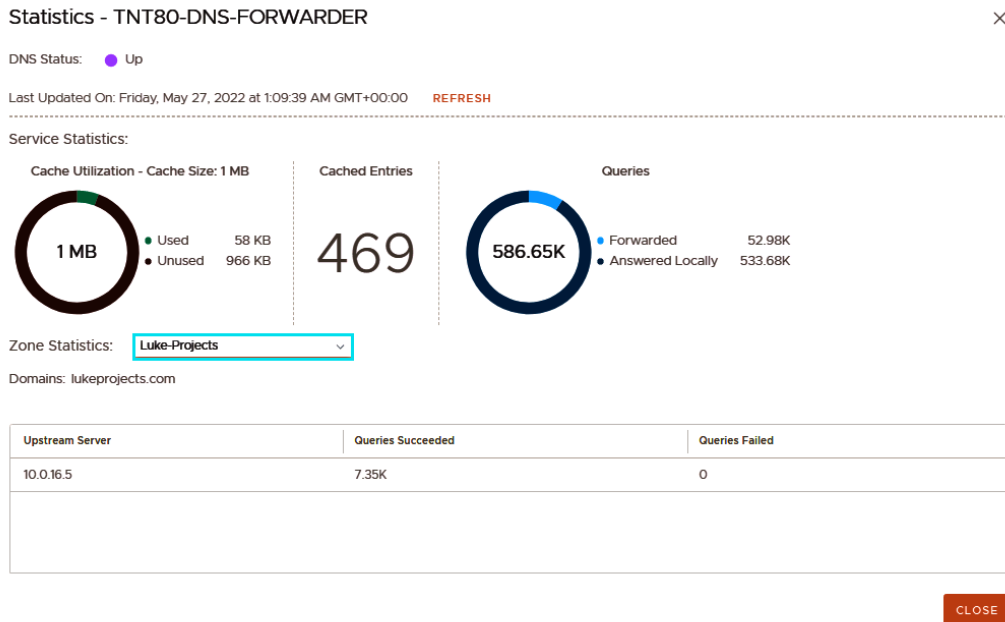 Statistics - TNT80-DNS-FORWARDER
DNS Status: Up
Last Updated On: Friday, May 27, 2022 at 1:09:39 AM GMT+00:00 REFRESH
Service Statistics:
Cache Utilization - Cache Size: 1 MB
1 MB
Used 58 KB
Unused 966 KB
Cached Entries
469
Queries
586.65K
Forwarded 52.98K
Answered Locally 533.68K
Zone Statistics: Luke-Projects
Domains: lukeprojects.com
Upstream Server Queries Succeeded Queries Failed
10.0.16.5 7.35K 0
CLOSE